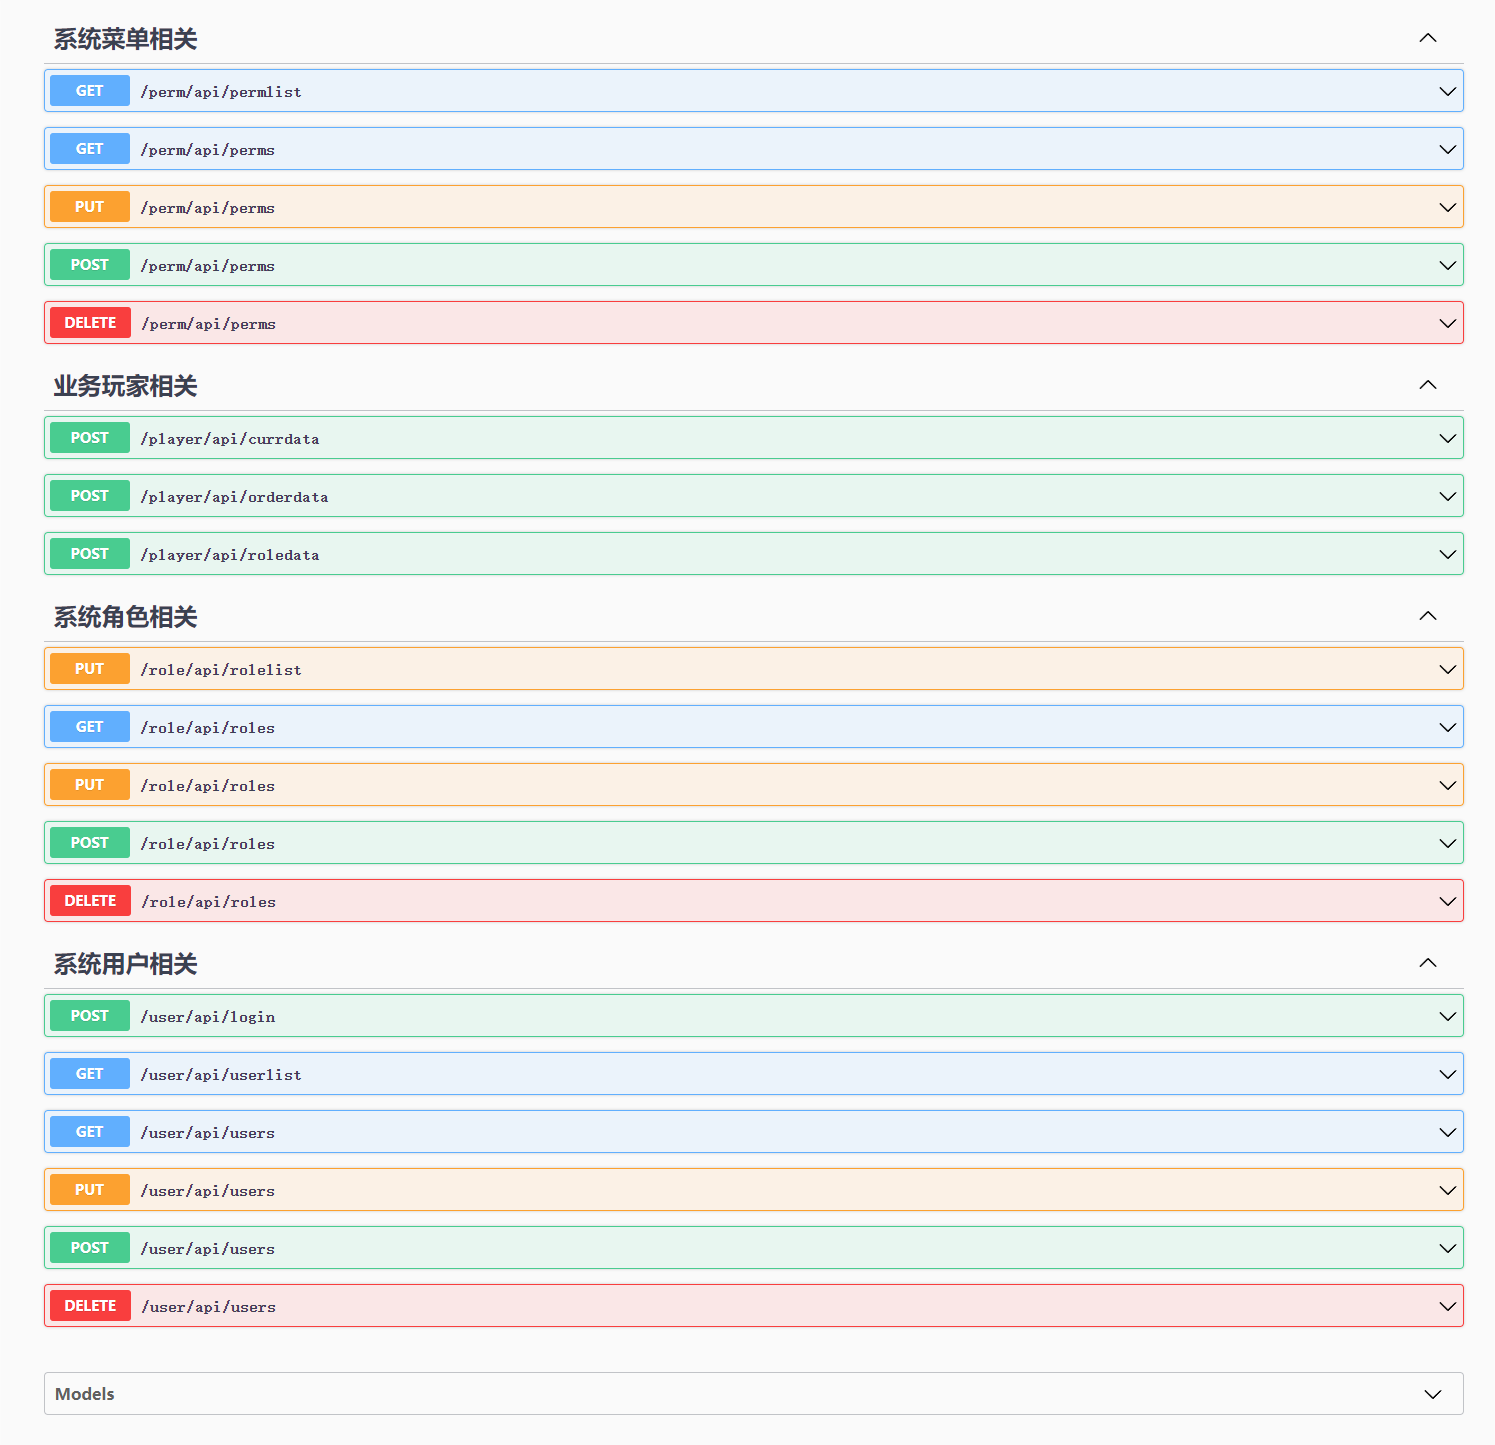 系统菜单相关
GET /perm/api/permlist
GET /perm/api/perms
PUT /perm/api/perms
POST /perm/api/perms
DELETE /perm/api/perms
业务玩家相关
POST /player/api/currdata
POST /player/api/orderdata
POST /player/api/roledata
系统角色相关
PUT /role/api/rolelist
GET /role/api/roles
PUT /role/api/roles
POST /role/api/roles
DELETE /role/api/roles
系统用户相关
POST /user/api/login
GET /user/api/userlist
GET /user/api/users
PUT /user/api/users
POST /user/api/users
DELETE /user/api/users
Models